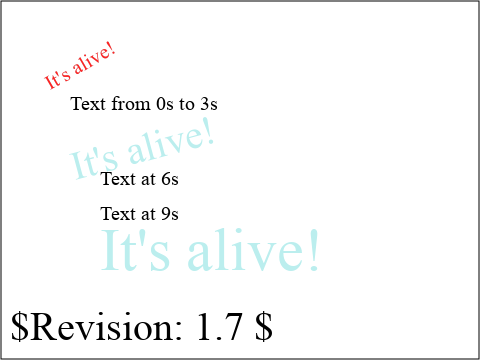 It's alive!
Text from 0s to 3s
It's alive!
Text at 6s
Text at 9s
It's alive!
$Revision: 1.7 $